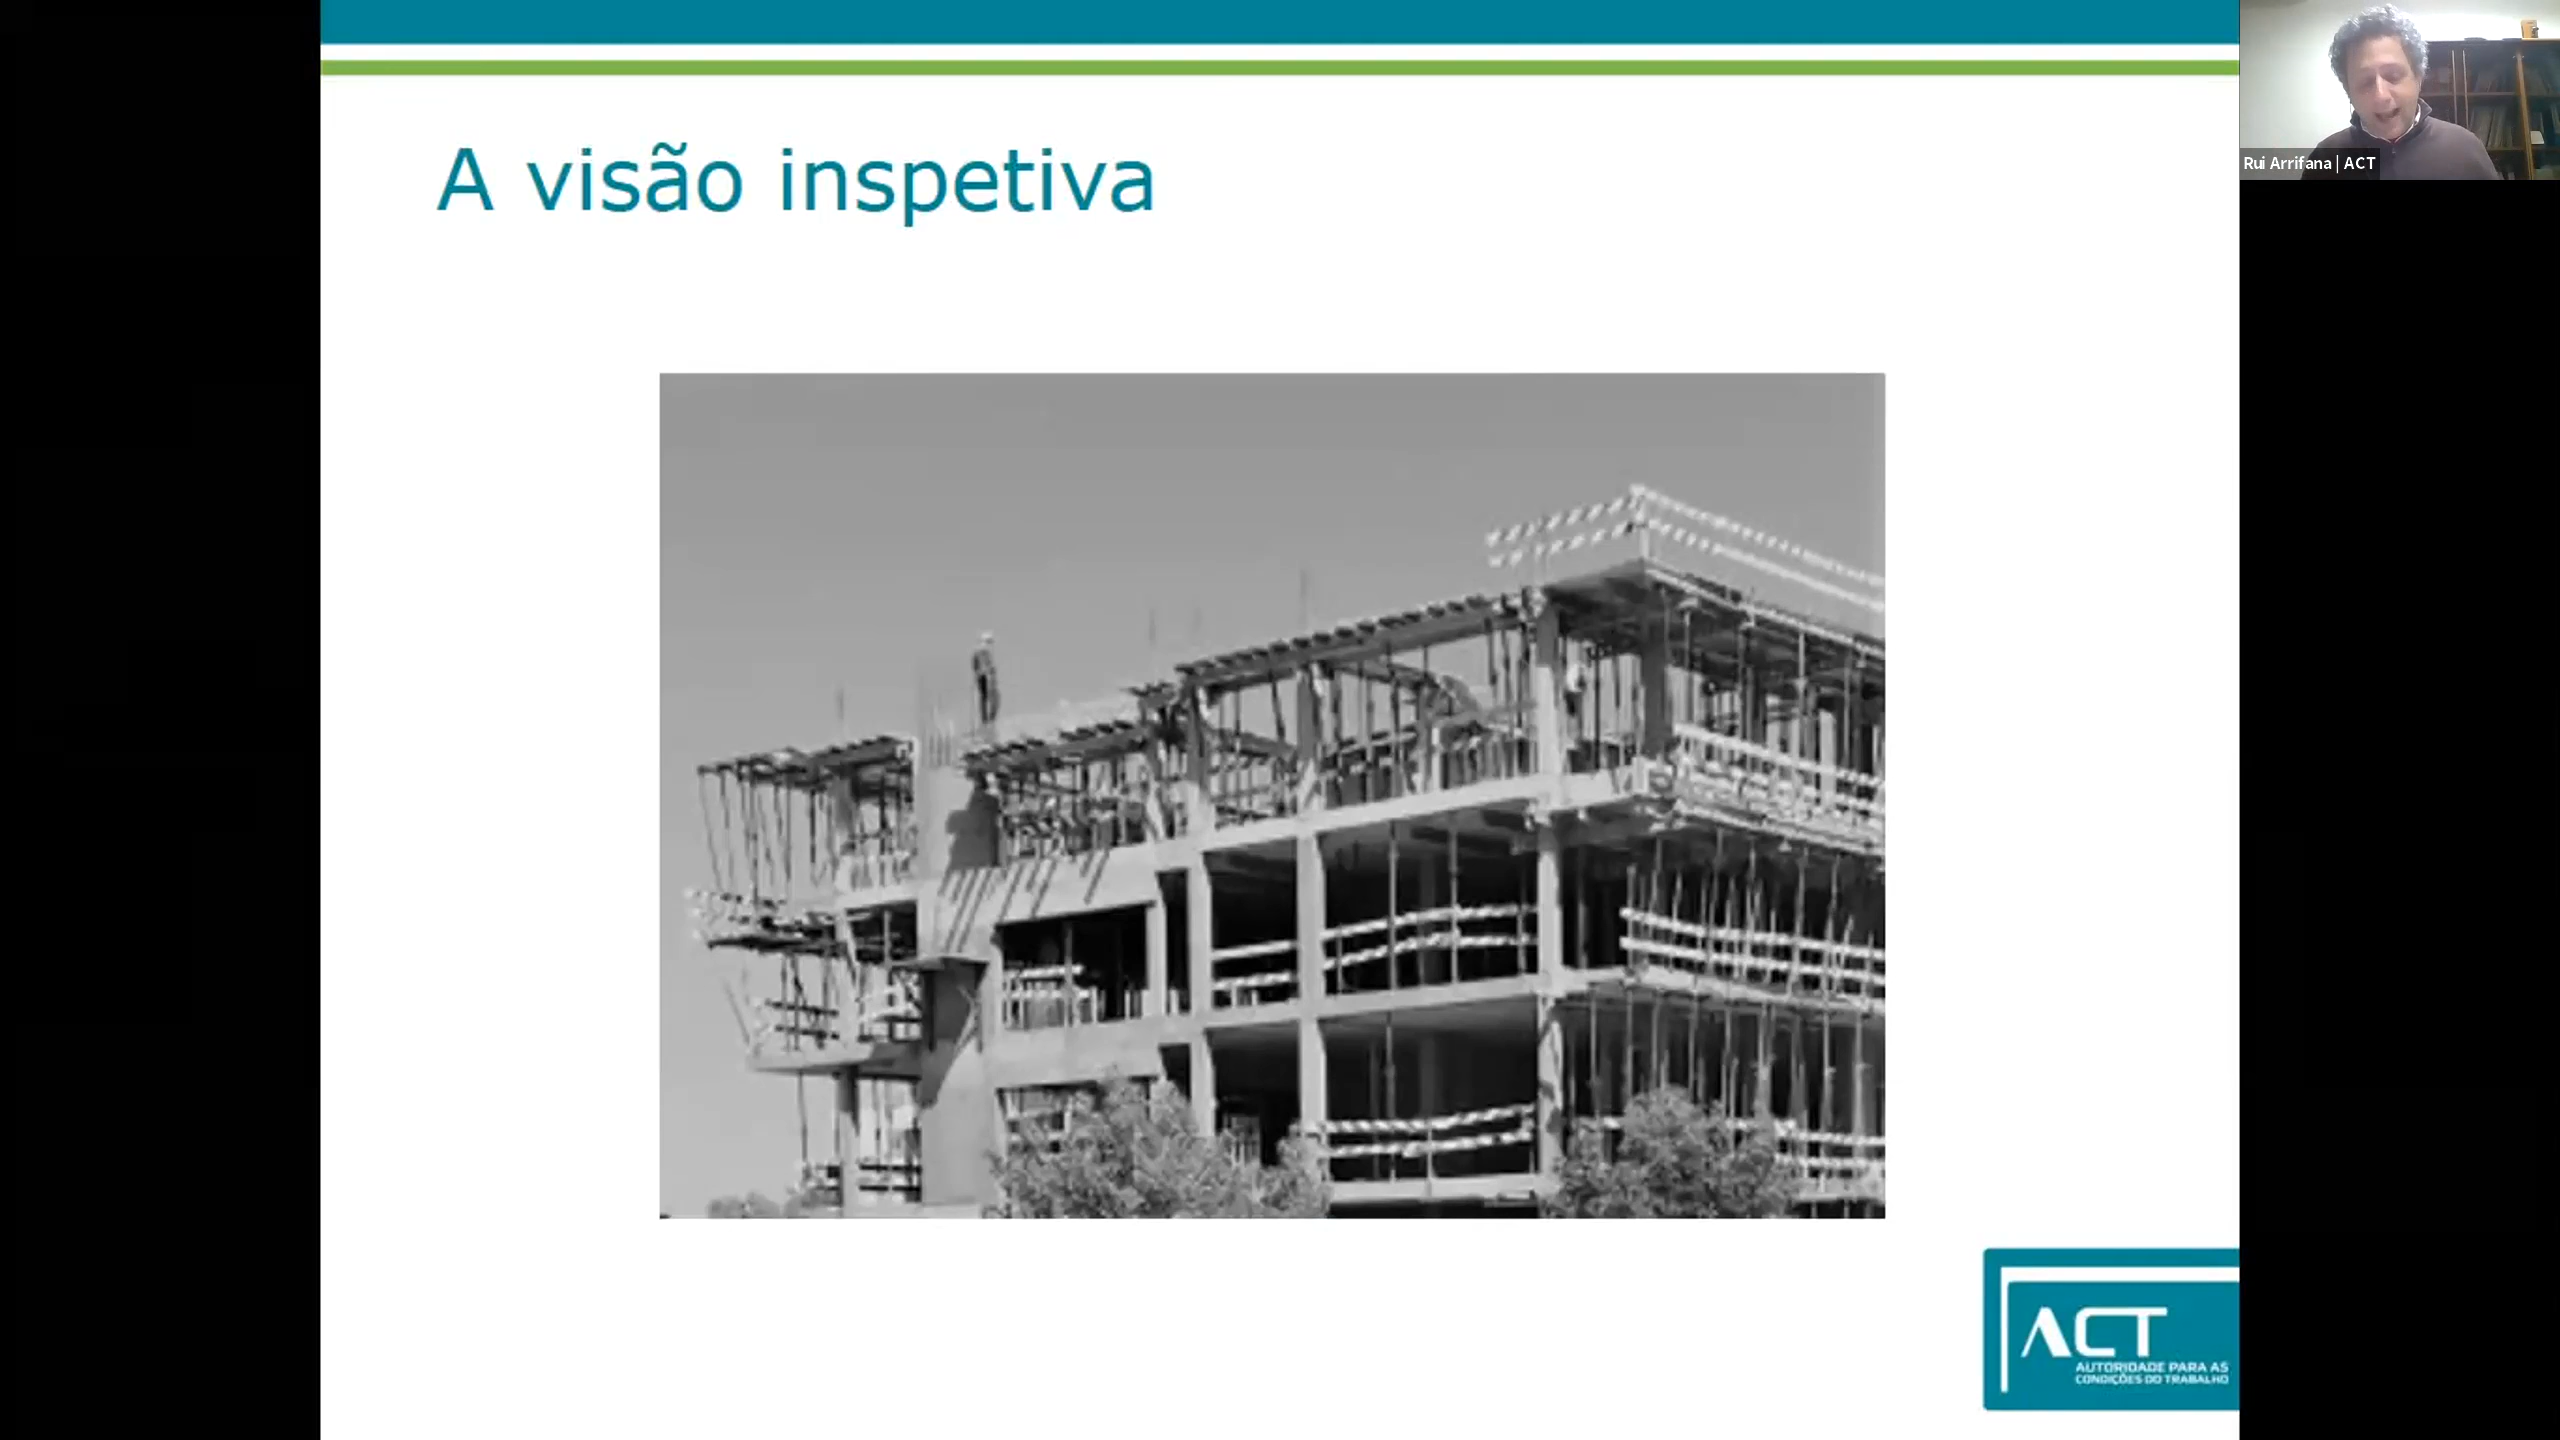 A visão inspetiva
Rui Arrifana | ACT
ACT
AUTORIDADE PARA AS
CONDIÇÕES DO TRABALHO